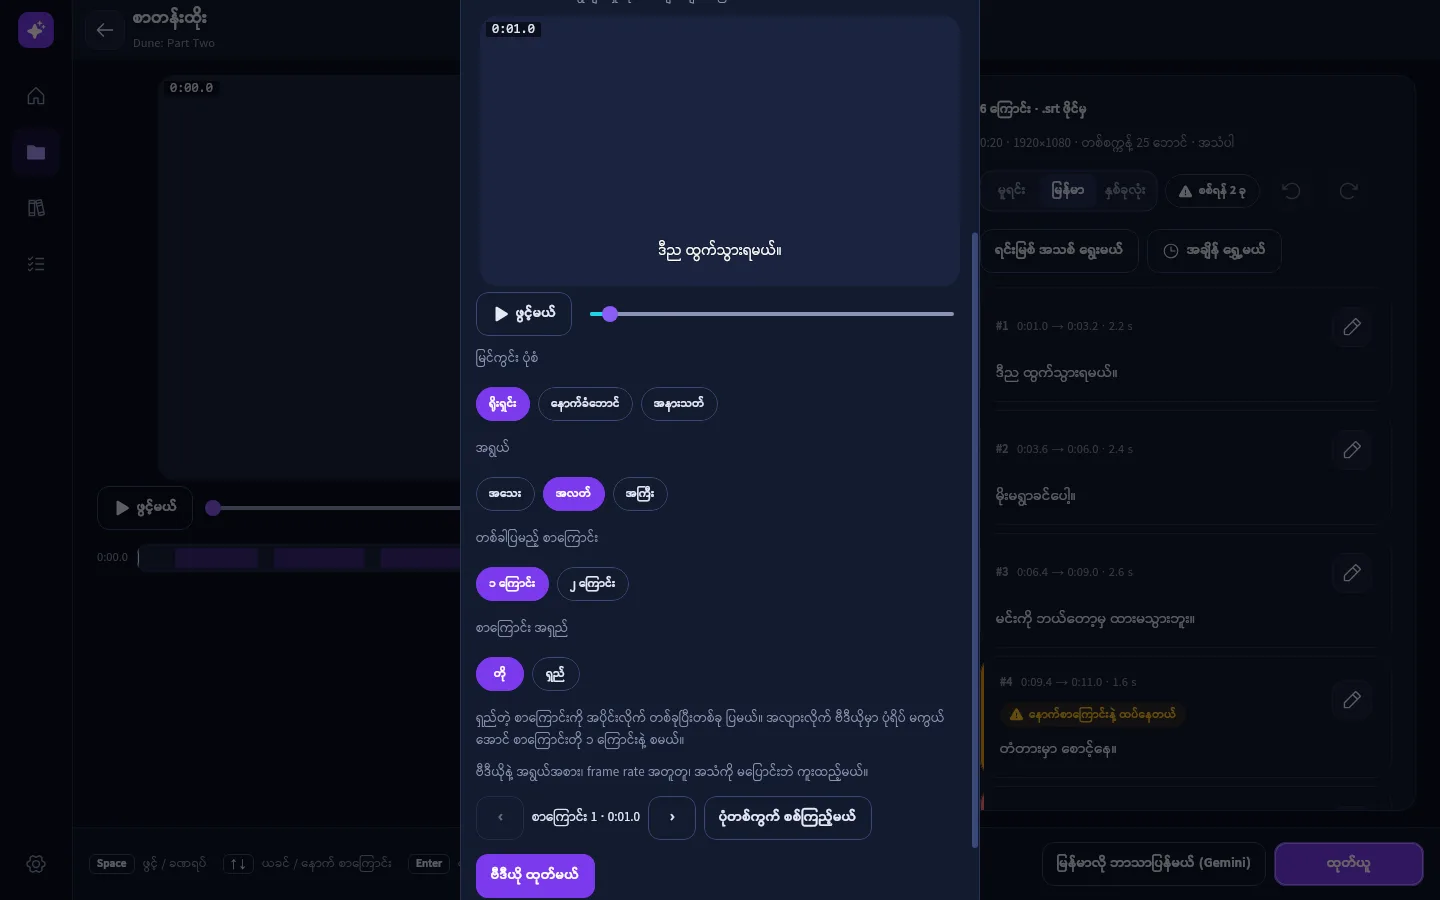 စာတန်းထိုး
Dune: Part Two
0:00.0
ဖွင့်မယ်
0:00.0
Space ဖွင့် / ခဏရပ် ↑↓ ယခင် / နောက် စာကြောင်း Enter
0:01.0
ဒီည ထွက်သွားရမယ်။
ဖွင့်မယ်
မြင်ကွင်း ပုံစံ
ရိုးရှင်း နောက်ခံဘောင် အနားသတ်
အရွယ်
အသေး အလတ် အကြီး
တစ်ခါပြမည့် စာကြောင်း
၁ ကြောင်း ၂ ကြောင်း
စာကြောင်း အရှည်
တို ရှည်
ရှည်တဲ့ စာကြောင်းကို အပိုင်းလိုက် တစ်ခုပြီးတစ်ခု ပြမယ်။ အလျားလိုက် ဗီဒီယိုမှာ ပုံရိပ် မကွယ်
အောင် စာကြောင်းတို ၁ ကြောင်းနဲ့ စမယ်။
ဗီဒီယိုနဲ့ အရွယ်အစား၊ frame rate အတူတူ၊ အသံကို မပြောင်းဘဲ ကူးထည့်မယ်။
‹ စာကြောင်း 1 · 0:01.0 › ပုံတစ်ကွက် စစ်ကြည့်မယ်
ဗီဒီယို ထုတ်မယ်
6 ကြောင်း · .srt ဖိုင်မှ
0:20 · 1920×1080 · တစ်စက္ကန့် 25 ဘောင် · အသံပါ
မူရင်း မြန်မာ နှစ်ခုလုံး စစ်ရန် 2 ခု
ရင်းမြစ် အသစ် ရွေးမယ် အချိန် ရွှေ့မယ်
#1 0:01.0 → 0:03.2 · 2.2 s
ဒီည ထွက်သွားရမယ်။
#2 0:03.6 → 0:06.0 · 2.4 s
မိုးမရွာခင်ပေါ့။
#3 0:06.4 → 0:09.0 · 2.6 s
မင်းကို ဘယ်တော့မှ ထားမသွားဘူး။
#4 0:09.4 → 0:11.0 · 1.6 s
နောက်စာကြောင်းနဲ့ ထပ်နေတယ်
တံတားမှာ စောင့်နေ။
မြန်မာလို ဘာသာပြန်မယ် (Gemini) ထုတ်ယူ